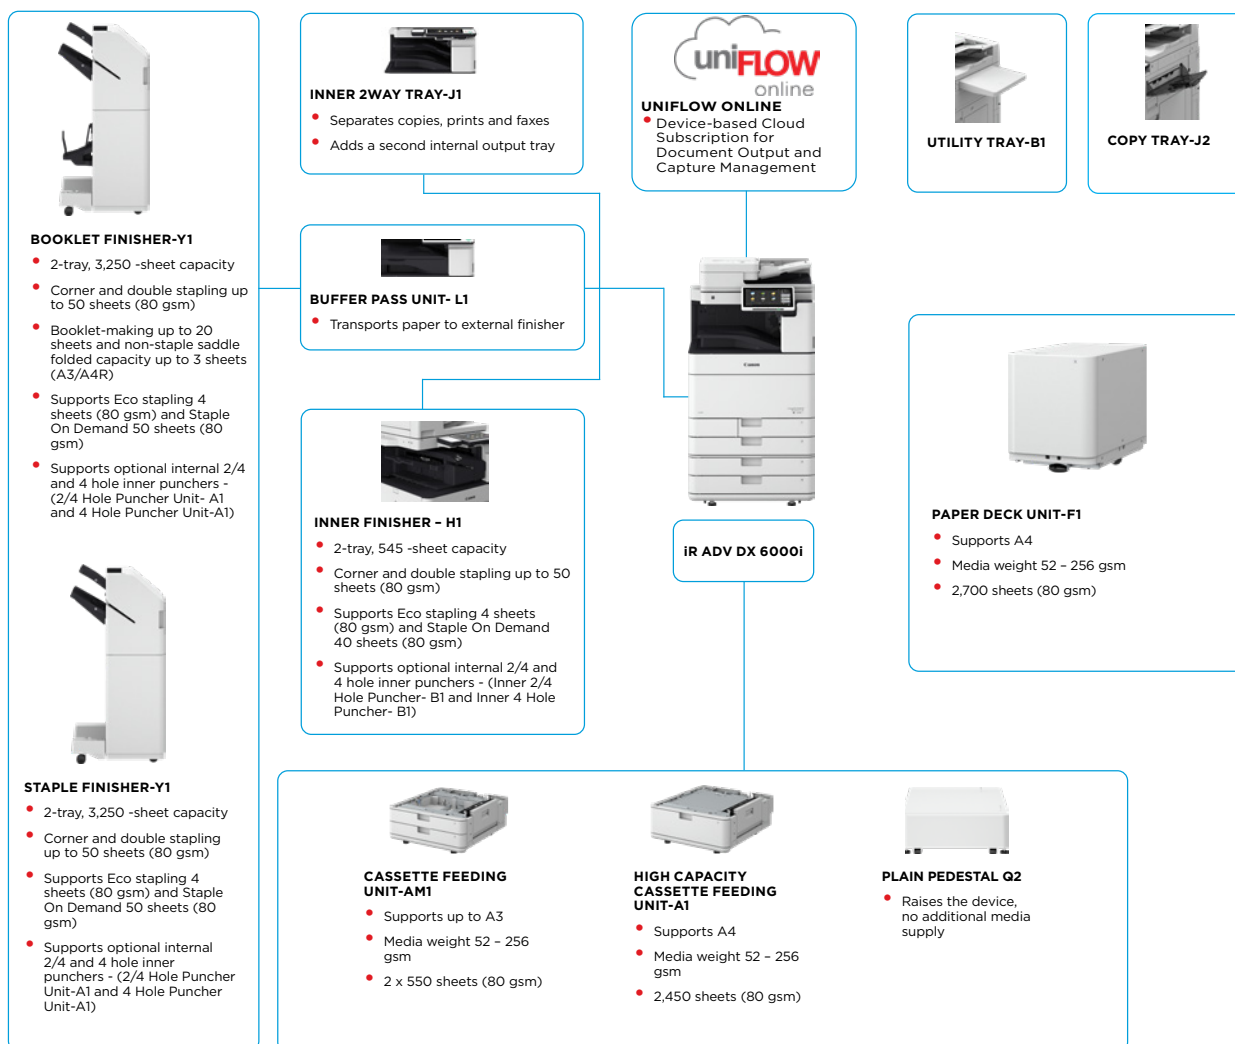 BOOKLET FINISHER-Y1
• 2-tray, 3,250 -sheet capacity
• Corner and double stapling up
to 50 sheets (80 gsm)
• Booklet-making up to 20
sheets and non-staple saddle
folded capacity up to 3 sheets
(A3/A4R)
• Supports Eco stapling 4
sheets (80 gsm) and Staple
On Demand 50 sheets (80
gsm)
• Supports optional internal 2/4
and 4 hole inner punchers -
(2/4 Hole Puncher Unit- A1
and 4 Hole Puncher Unit-A1)
STAPLE FINISHER-Y1
• 2-tray, 3,250 -sheet capacity
• Corner and double stapling
up to 50 sheets (80 gsm)
• Supports Eco stapling 4
sheets (80 gsm) and Staple
On Demand 50 sheets (80
gsm)
• Supports optional internal
2/4 and 4 hole inner
punchers - (2/4 Hole Puncher
Unit-A1 and 4 Hole Puncher
Unit-A1)
INNER 2WAY TRAY-J1
• Separates copies, prints and faxes
• Adds a second internal output tray
BUFFER PASS UNIT- L1
• Transports paper to external finisher
INNER FINISHER – H1
• 2-tray, 545 -sheet capacity
• Corner and double stapling up to 50
sheets (80 gsm)
• Supports Eco stapling 4 sheets
(80 gsm) and Staple On Demand
40 sheets (80 gsm)
• Supports optional internal 2/4 and
4 hole inner punchers - (Inner 2/4
Hole Puncher- B1 and Inner 4 Hole
Puncher- B1)
uniFLOW
online
UNIFLOW ONLINE
• Device-based Cloud
Subscription for
Document Output and
Capture Management
Canon
iR ADV DX 6000i
UTILITY TRAY-B1
COPY TRAY-J2
PAPER DECK UNIT-F1
• Supports A4
• Media weight 52 – 256 gsm
• 2,700 sheets (80 gsm)
CASSETTE FEEDING
UNIT-AM1
• Supports up to A3
• Media weight 52 – 256
gsm
• 2 x 550 sheets (80 gsm)
HIGH CAPACITY
CASSETTE FEEDING
UNIT-A1
• Supports A4
• Media weight 52 – 256
gsm
• 2,450 sheets (80 gsm)
PLAIN PEDESTAL Q2
• Raises the device,
no additional media
supply